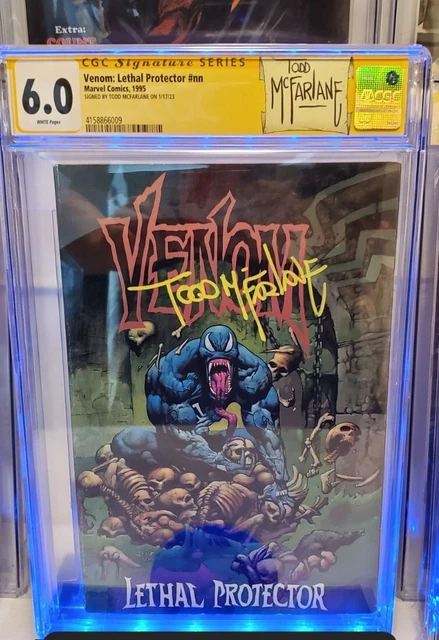 Extra:
CGC Signature SERIES
6.0
WHITE Pages
Venom: Lethal Protector #nn
Marvel Comics, 1995
SIGNED BY TODD MCFARLANE ON 1/17/23
4158866009
TODD
McFARLANE
CGC
VENOM
TODD McFARLANE
LETHAL PROTECTOR